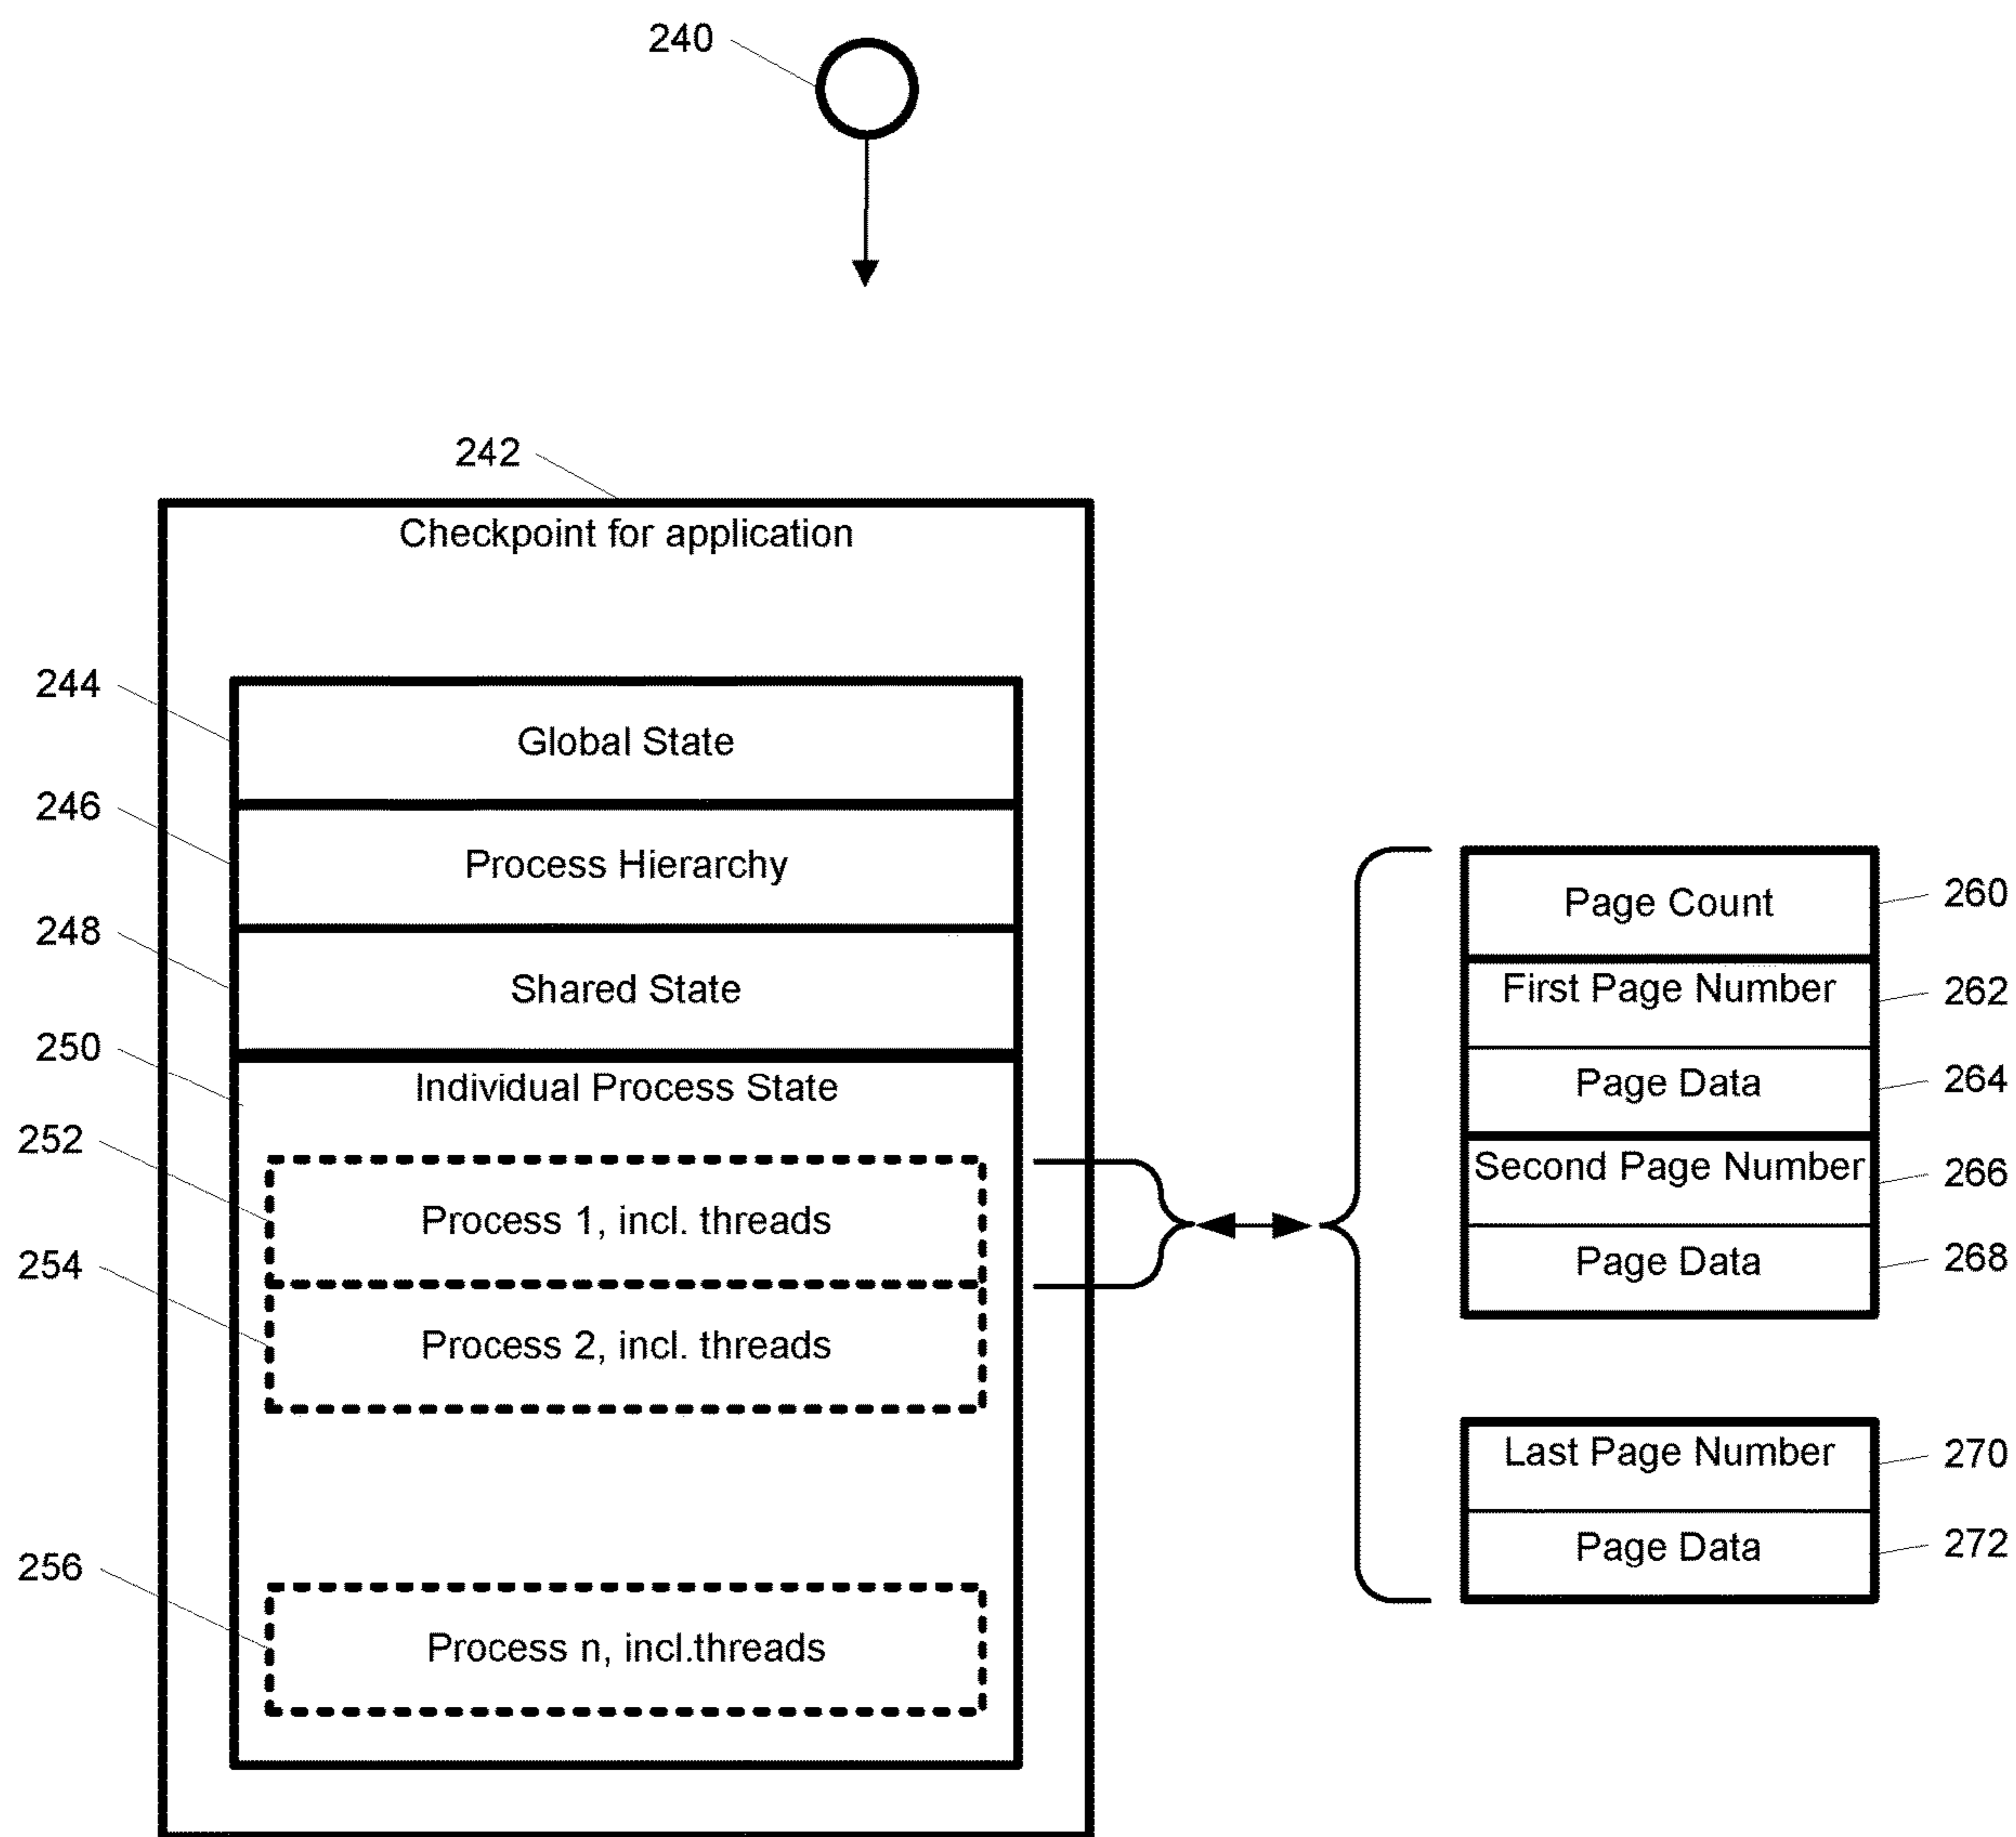 240
242
Checkpoint for application
244
Global State
246
Process Hierarchy
248
Shared State
250
Individual Process State
252
Process 1, incl. threads
254
Process 2, incl. threads
256
Process n, incl.threads
Page Count
260
First Page Number
262
Page Data
264
Second Page Number
266
Page Data
268
Last Page Number
270
Page Data
272